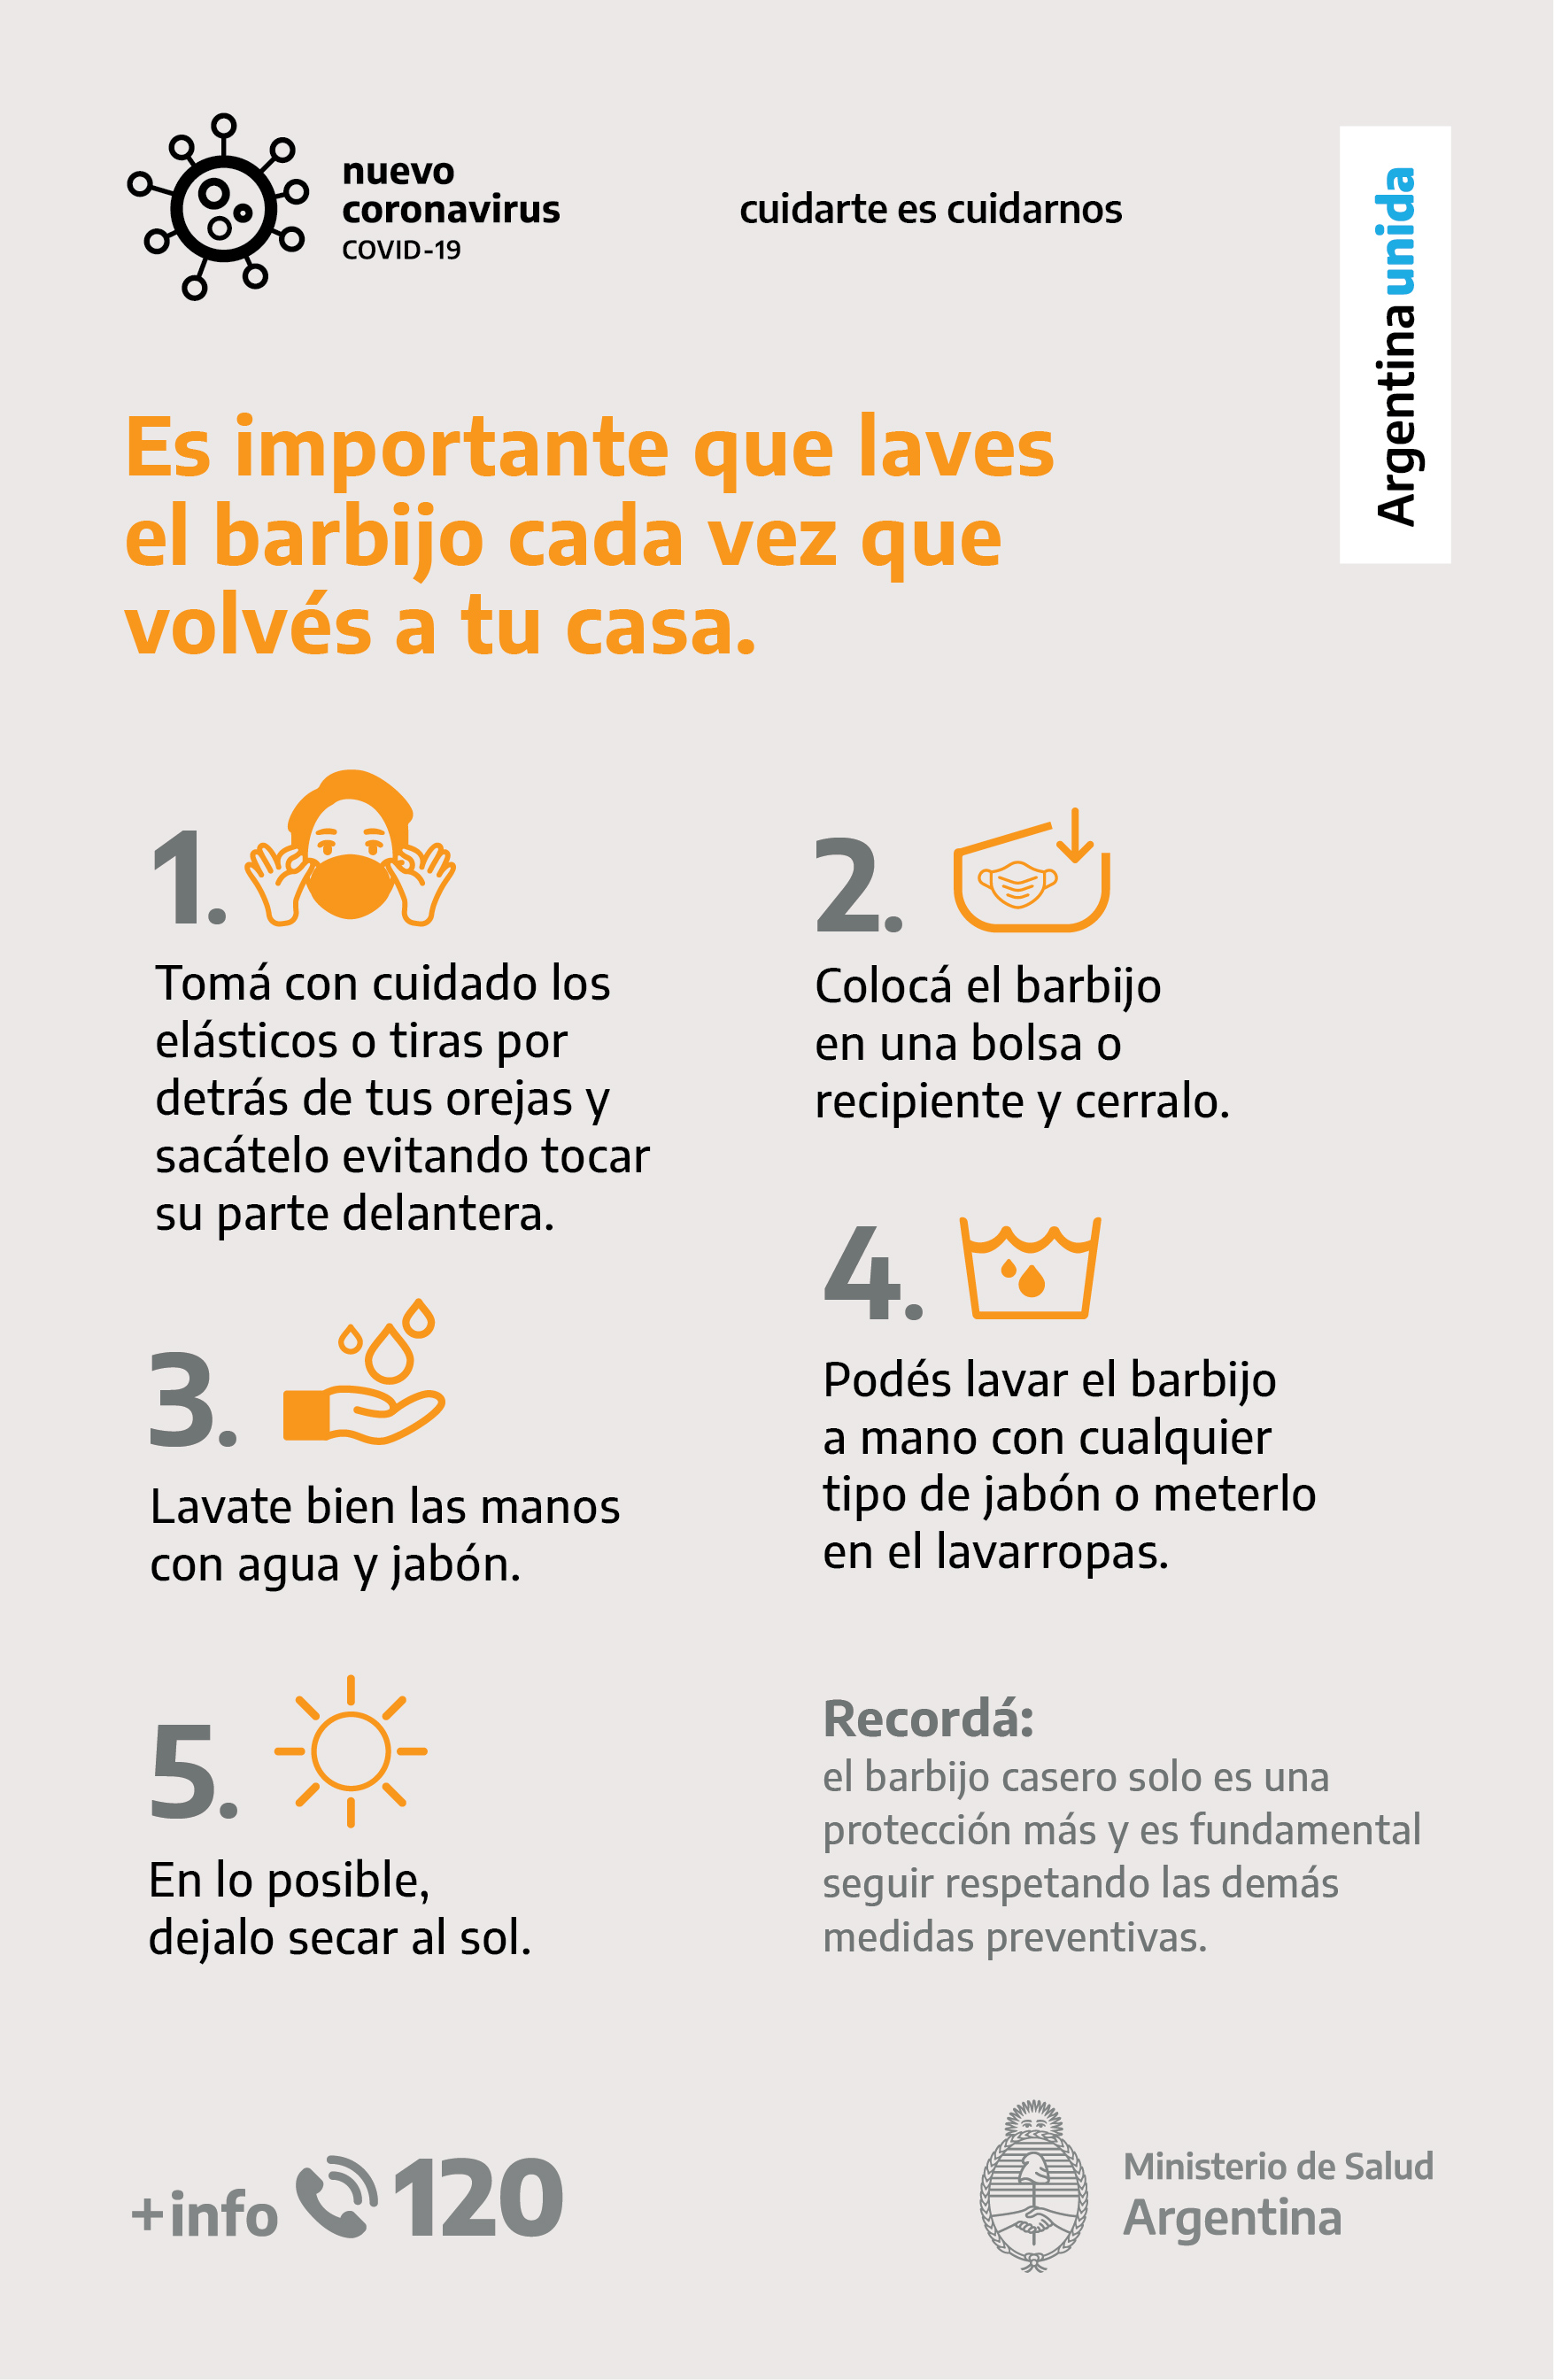 nuevo
coronavirus
COVID-19
cuidarte es cuidarnos
Argentina unida
Es importante que laves
el barbijo cada vez que
volvés a tu casa.
1.
Tomá con cuidado los
elásticos o tiras por
detrás de tus orejas y
sacátelo evitando tocar
su parte delantera.
2.
Colocá el barbijo
en una bolsa o
recipiente y cerralo.
3.
Lavate bien las manos
con agua y jabón.
4.
Podés lavar el barbijo
a mano con cualquier
tipo de jabón o meterlo
en el lavarropas.
5.
En lo posible,
dejalo secar al sol.
Recordá:
el barbijo casero solo es una
protección más y es fundamental
seguir respetando las demás
medidas preventivas.
+info 120
Ministerio de Salud
Argentina